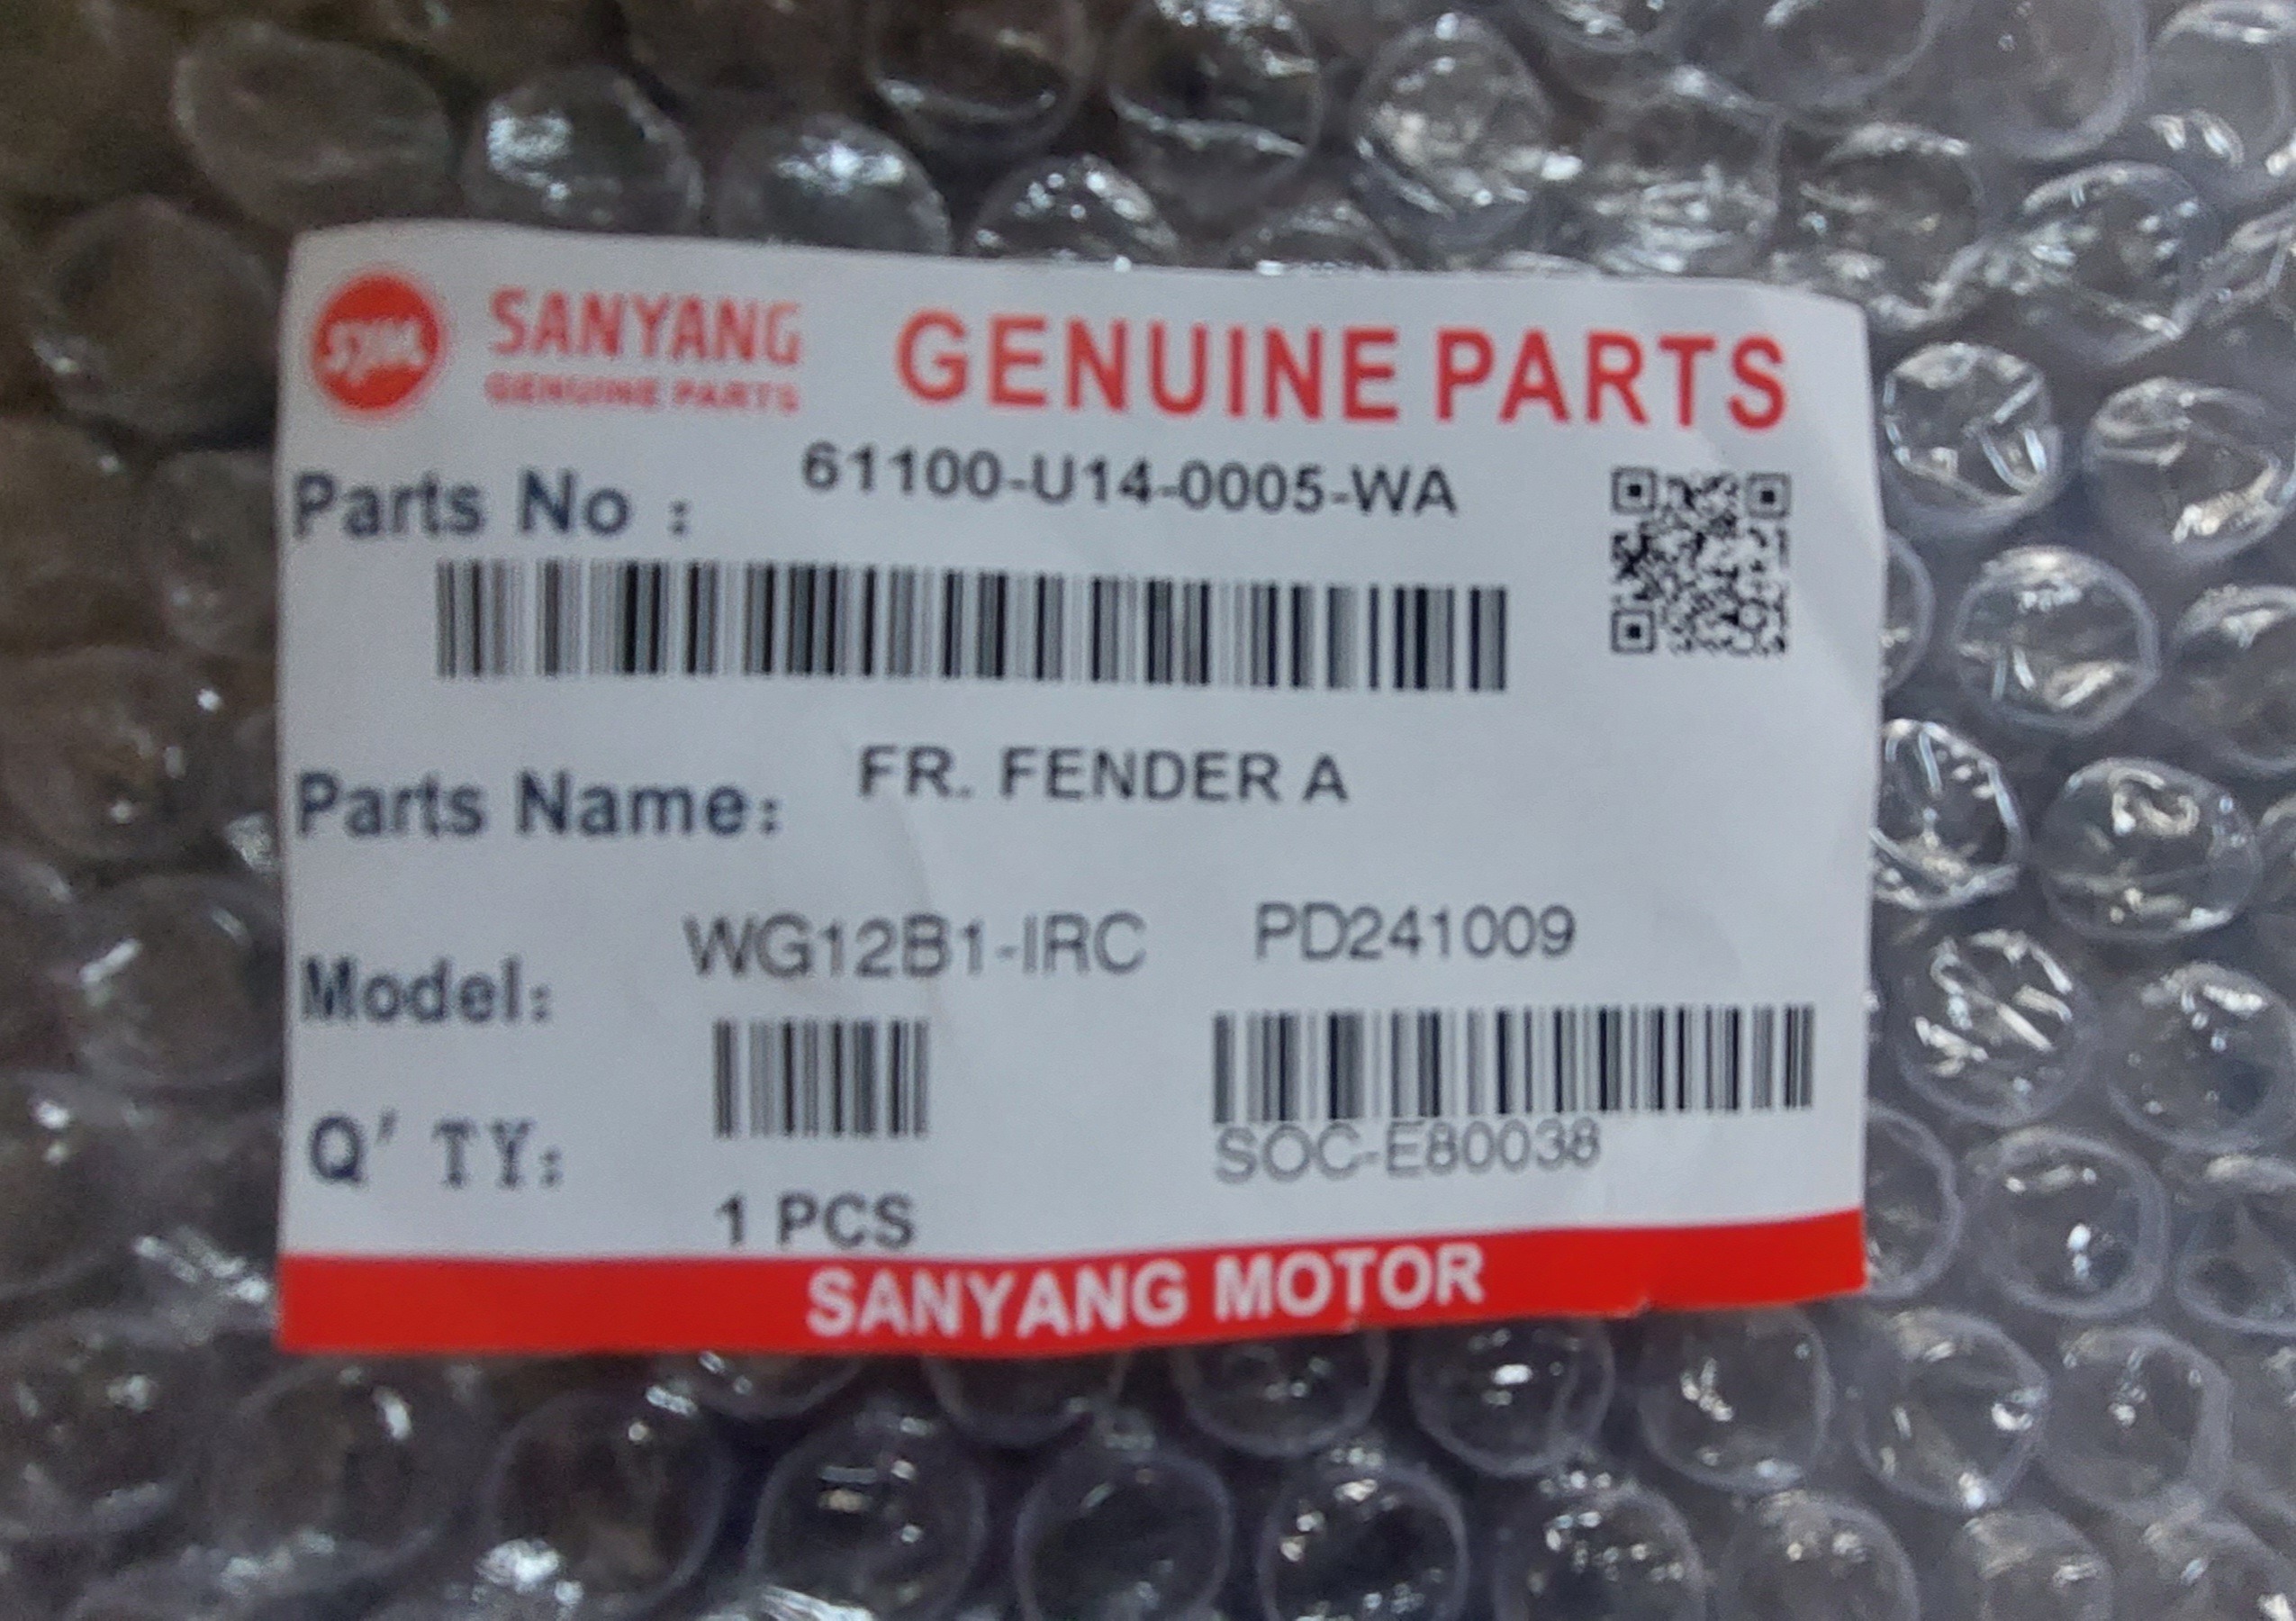 SYM SANYANG GENUINE PARTS
GENUINE PARTS
Parts No : 61100-U14-0005-WA
Parts Name: FR. FENDER A
Model: WG12B1-IRC PD241009
SOC-E80038
Q'TY: 1 PCS
SANYANG MOTOR